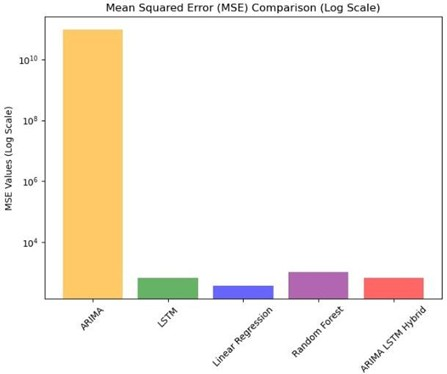 Mean Squared Error (MSE) Comparison (Log Scale)
MSE Values (Log Scale)
10¹⁰
10⁸
10⁶
10⁴
ARIMA
LSTM
Linear Regression
Random Forest
ARIMA LSTM Hybrid